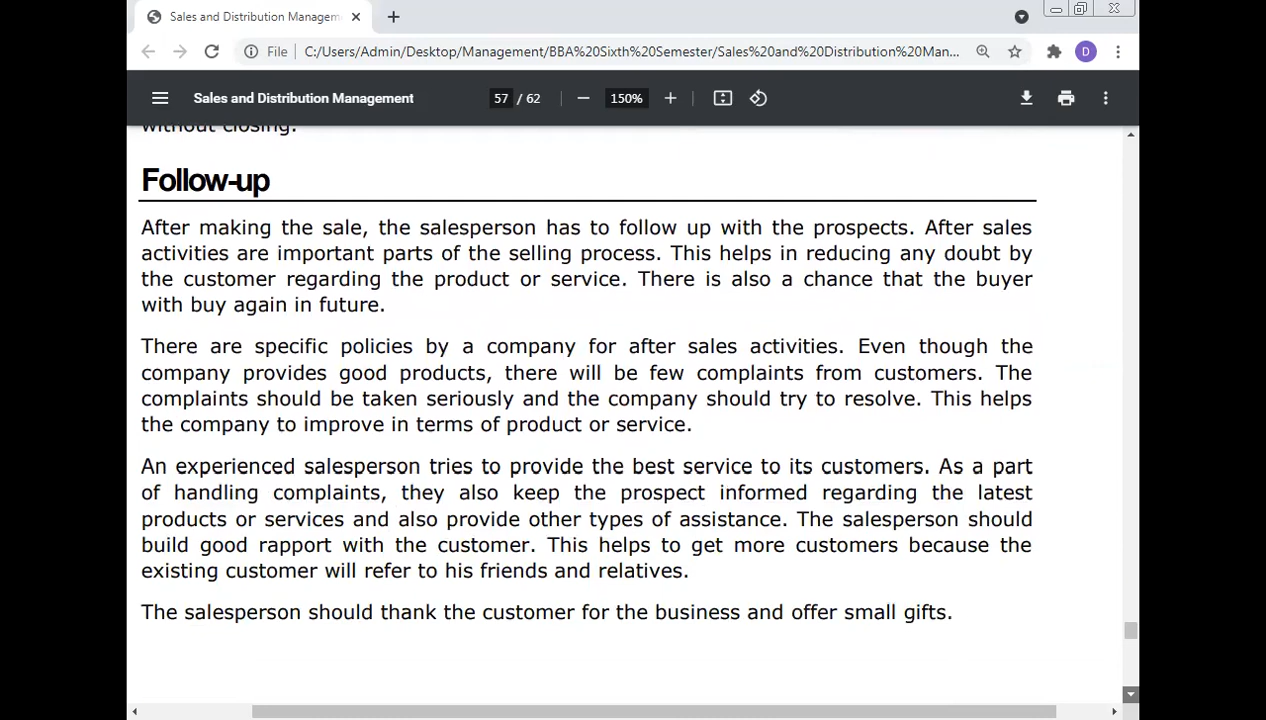 Sales and Distribution Managem
File C:/Users/Admin/Desktop/Management/BBA%20Sixth%20Semester/Sales%20and%20Distribution%20Man... D
Sales and Distribution Management 57 / 62 150%
without closing.
Follow-up
After making the sale, the salesperson has to follow up with the prospects. After sales
activities are important parts of the selling process. This helps in reducing any doubt by
the customer regarding the product or service. There is also a chance that the buyer
with buy again in future.
There are specific policies by a company for after sales activities. Even though the
company provides good products, there will be few complaints from customers. The
complaints should be taken seriously and the company should try to resolve. This helps
the company to improve in terms of product or service.
An experienced salesperson tries to provide the best service to its customers. As a part
of handling complaints, they also keep the prospect informed regarding the latest
products or services and also provide other types of assistance. The salesperson should
build good rapport with the customer. This helps to get more customers because the
existing customer will refer to his friends and relatives.
The salesperson should thank the customer for the business and offer small gifts.